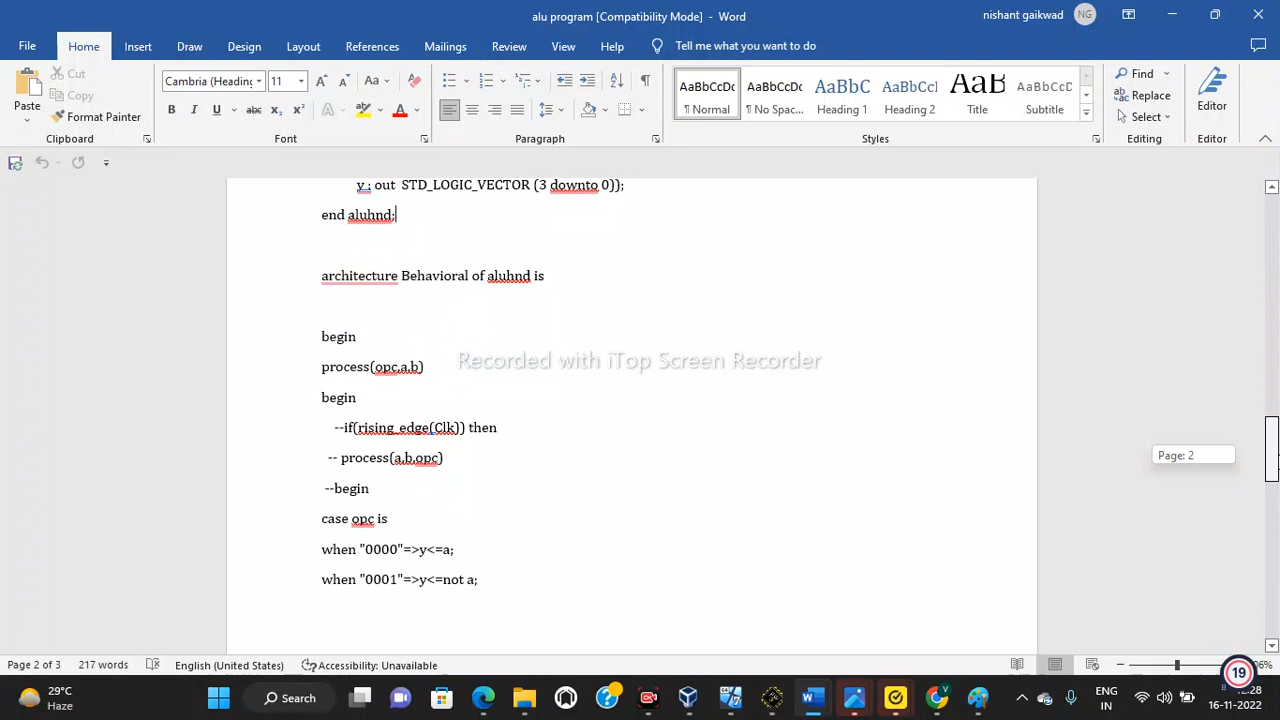 alu program [Compatibility Mode] - Word
nishant gaikwad NG
File Home Insert Draw Design Layout References Mailings Review View Help Tell me what you want to do
Paste
Cut
Copy
Format Painter
Clipboard
Cambria (Heading 11
Font
Paragraph
AaBbCcDc AaBbCcDc AaBbC AaBbCc AaB AaBbCcD
¶ Normal ¶ No Spac... Heading 1 Heading 2 Title Subtitle
Styles
Find
Replace
Select
Editing
Editor
Editor
y : out STD_LOGIC_VECTOR (3 downto 0));
end aluhnd;
architecture Behavioral of aluhnd is
begin
process(opc,a,b)
Recorded with iTop Screen Recorder
begin
--if(rising_edge(Clk)) then
-- process(a,b,opc)
--begin
case opc is
when "0000"=>y<=a;
when "0001"=>y<=not a;
Page: 2
Page 2 of 3 217 words English (United States) Accessibility: Unavailable
29°C
Haze
Search
ENG
IN
19
16-11-2022